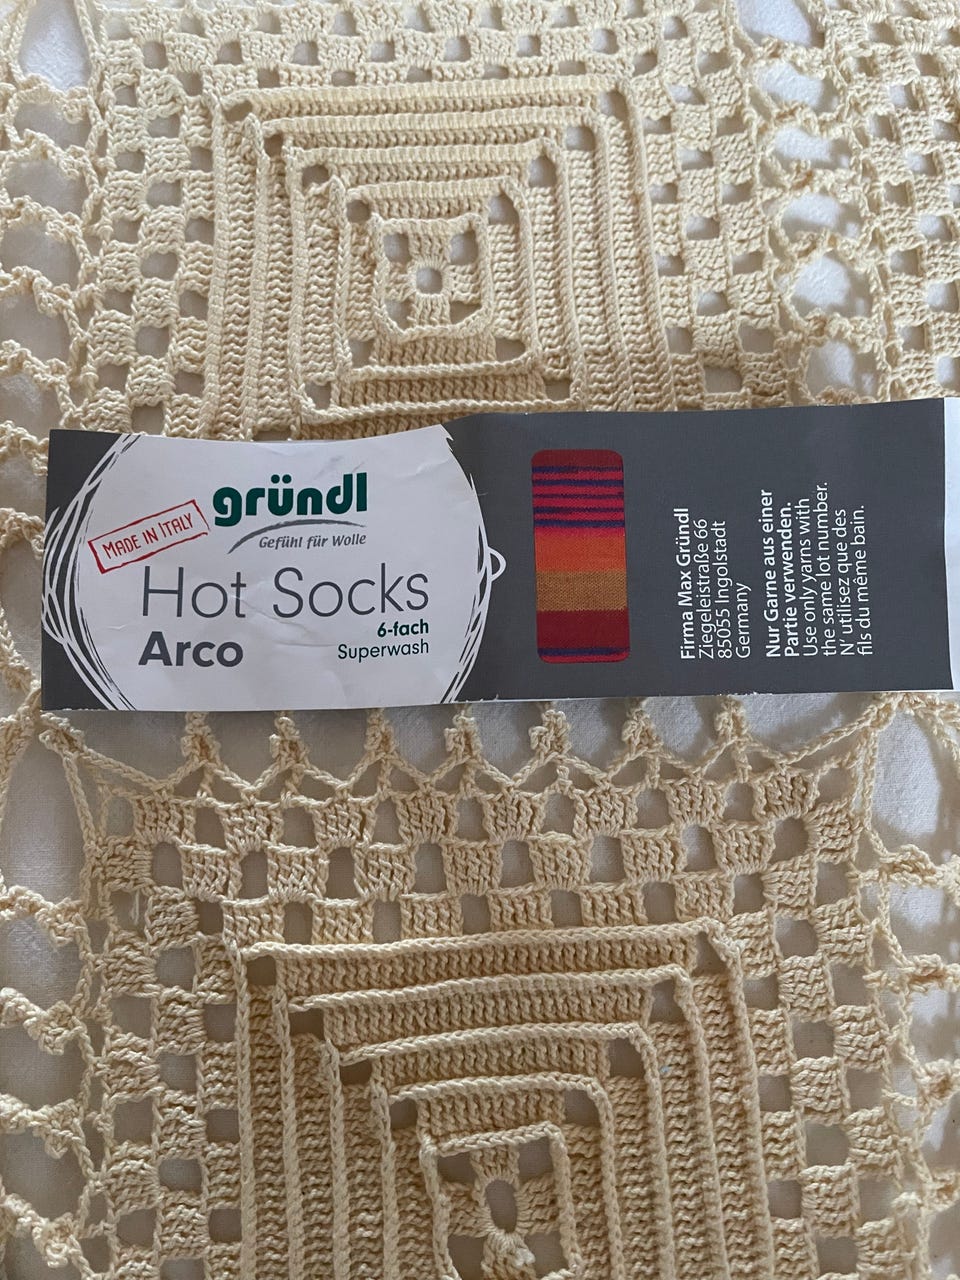 MADE IN ITALY
gründl
Gefühl für Wolle
Hot Socks
Arco
6-fach
Superwash
Firma Max Gründl
Ziegeleistraße 66
85055 Ingolstadt
Germany
Nur Garne aus einer
Partie verwenden.
Use only yarns with
the same lot number.
N' utilisez que des
fils du même bain.